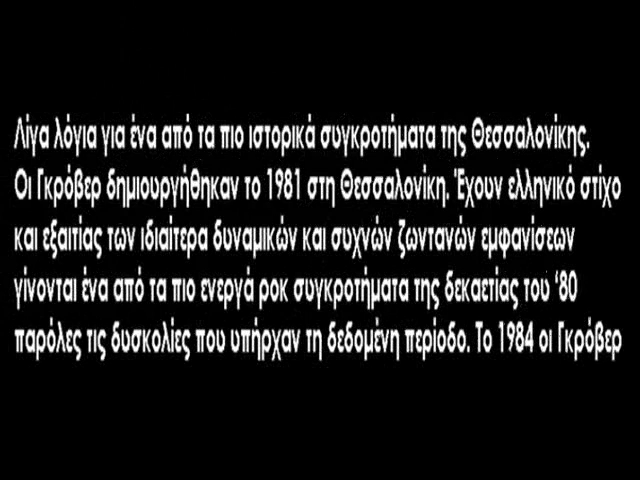 Λίγα λόγια για ένα από τα πιο ιστορικά συγκροτήματα της Θεσσαλονίκης.
Οι Γκρόβερ δημιουργήθηκαν το 1981 στη Θεσσαλονίκη. Έχουν ελληνικό στίχο
και εξαιτίας των ιδιαίτερα δυναμικών και συχνών ζωντανών εμφανίσεων
γίνονται ένα από τα πιο ενεργά ροκ συγκροτήματα της δεκαετίας του ‘80
παρόλες τις δυσκολίες που υπήρχαν τη δεδομένη περίοδο. Το 1984 οι Γκρόβερ